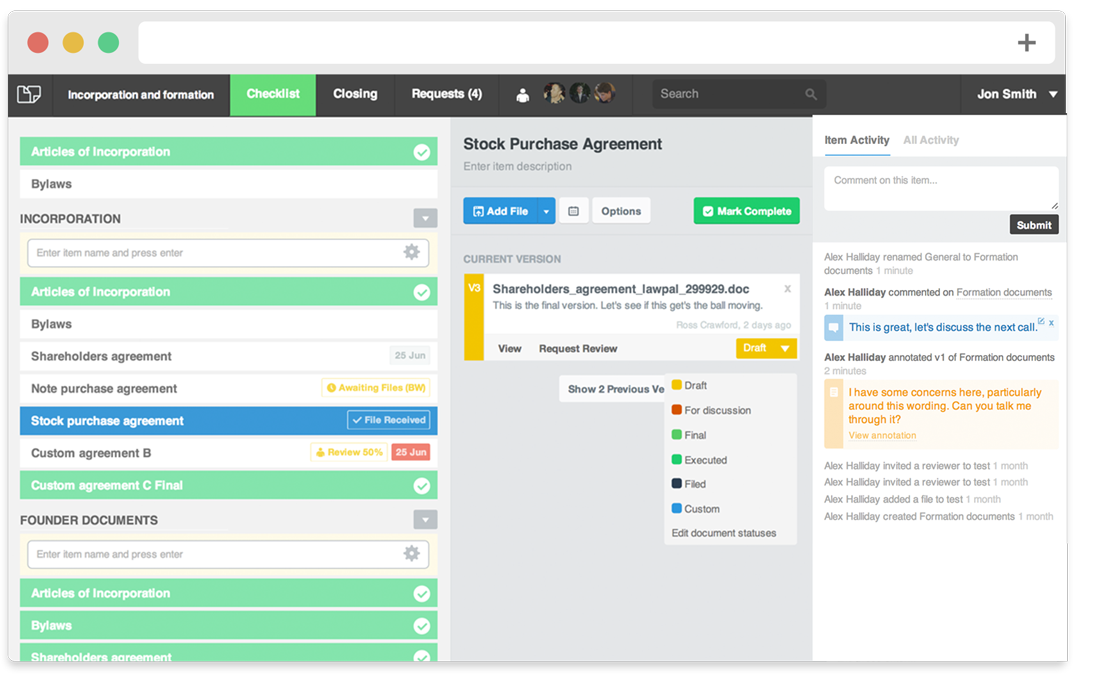 Incorporation and formation
Checklist
Closing
Requests (4)
Search
Jon Smith
Articles of Incorporation
Bylaws
INCORPORATION
Enter item name and press enter
Articles of Incorporation
Bylaws
Shareholders agreement
25 Jun
Note purchase agreement
Awaiting Files (BW)
Stock purchase agreement
File Received
Custom agreement B
Review 50%
25 Jun
Custom agreement C Final
FOUNDER DOCUMENTS
Enter item name and press enter
Articles of Incorporation
Bylaws
Shareholders agreement
Stock Purchase Agreement
Enter item description
Add File
Options
Mark Complete
CURRENT VERSION
V3
Shareholders_agreement_lawpal_299929.doc
x
This is the final version. Let's see if this get's the ball moving.
Ross Crawford, 2 days ago
View
Request Review
Draft
Show 2 Previous Ve
Draft
For discussion
Final
Executed
Filed
Custom
Edit document statuses
Item Activity
All Activity
Comment on this item...
Submit
Alex Halliday renamed General to Formation
documents 1 minute
Alex Halliday commented on Formation documents
1 minute
This is great, let's discuss the next call.
x
Alex Halliday annotated v1 of Formation documents
2 minutes
I have some concerns here, particularly
around this wording. Can you talk me
through it?
View annotation
Alex Halliday invited a reviewer to test 1 month
Alex Halliday invited a reviewer to test 1 month
Alex Halliday added a file to test 1 month
Alex Halliday created Formation documents 1 month